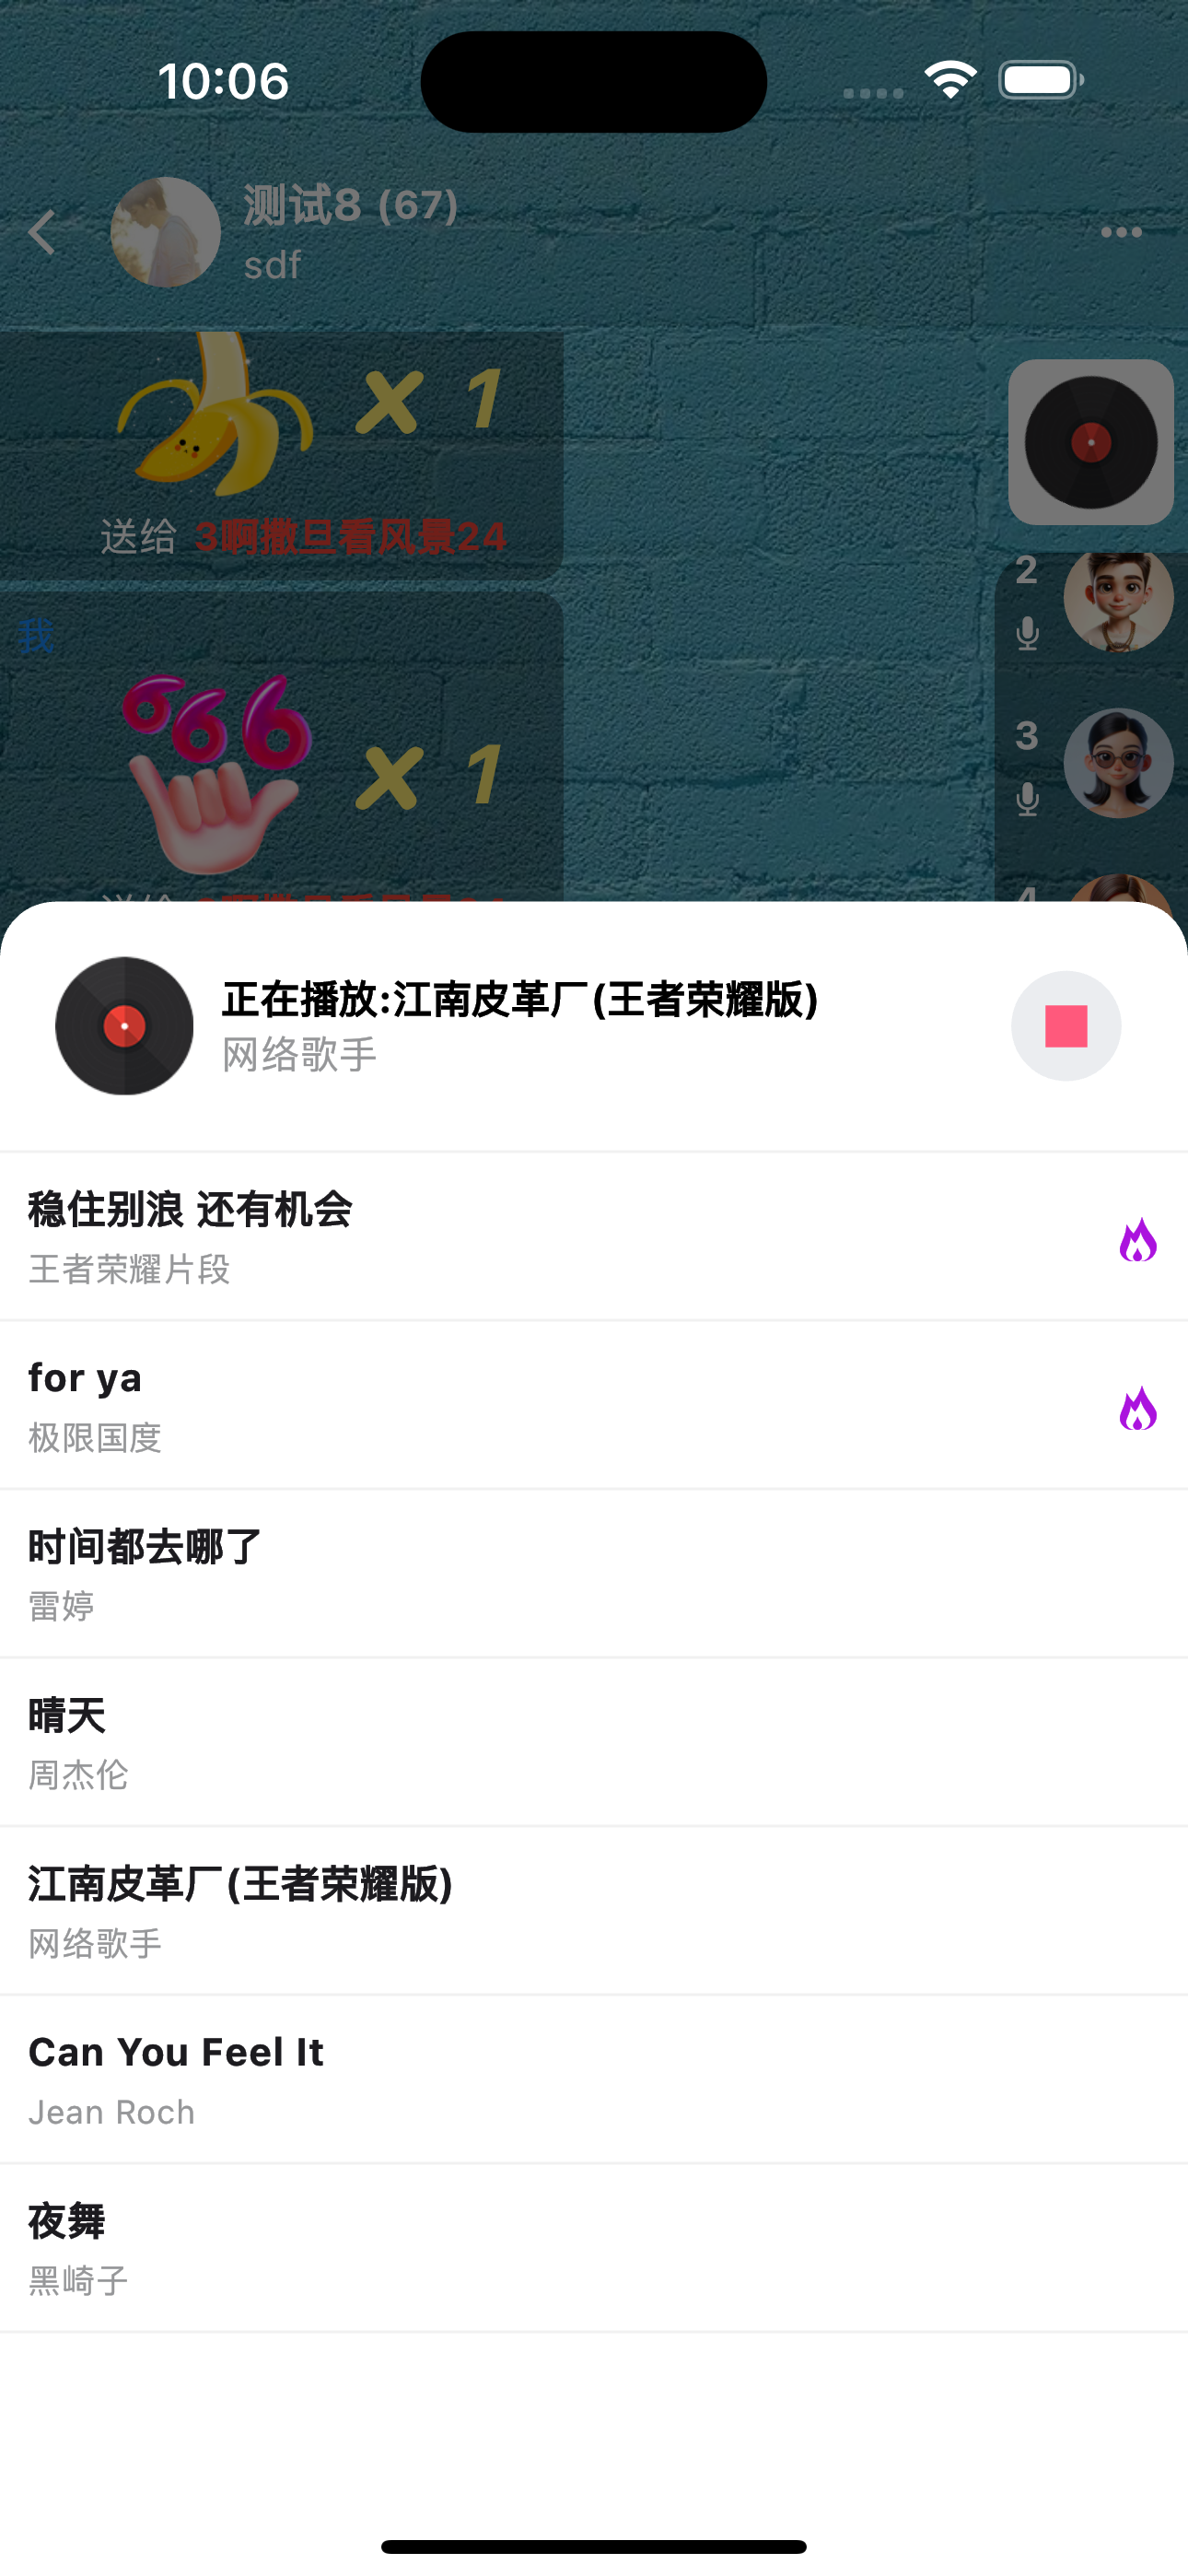 10:06
测试8 (67)
sdf
x 1
送给 3啊撒旦看风景24
2
我
666
3
x 1
4
正在播放:江南皮革厂(王者荣耀版)
网络歌手
稳住别浪 还有机会
王者荣耀片段
for ya
极限国度
时间都去哪了
雷婷
晴天
周杰伦
江南皮革厂(王者荣耀版)
网络歌手
Can You Feel It
Jean Roch
夜舞
黑崎子